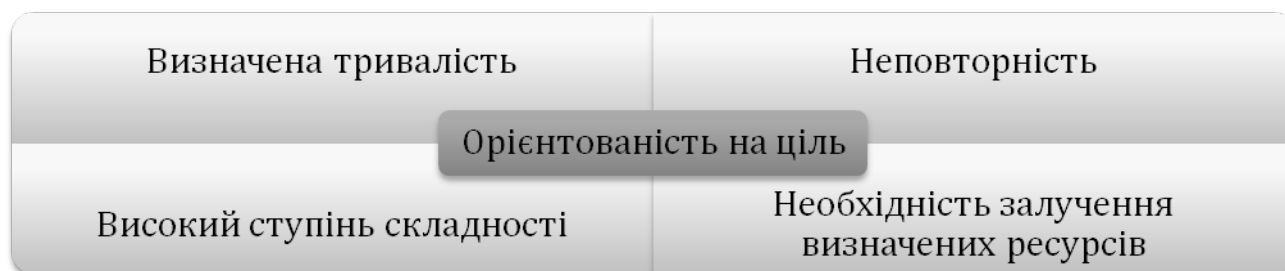 Визначена тривалість
Неповторність
Орієнтованість на ціль
Високий ступінь складності
Необхідність залучення
визначених ресурсів